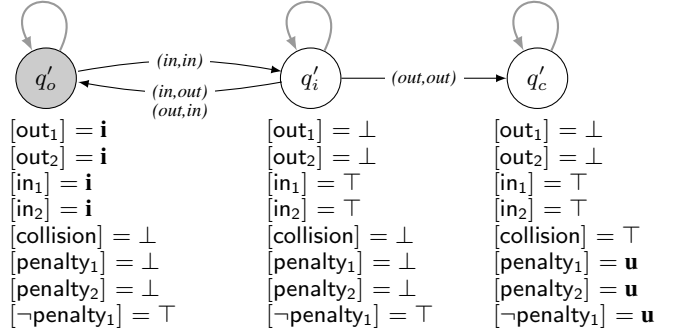 (in,in)
q′o
q′i
(out,out)
q′c
(in,out)
(out,in)
[out₁] = i
[out₂] = i
[in₁] = i
[in₂] = i
[collision] = ⊥
[penalty₁] = ⊥
[penalty₂] = ⊥
[¬penalty₁] = ⊤
[out₁] = ⊥
[out₂] = ⊥
[in₁] = ⊤
[in₂] = ⊤
[collision] = ⊥
[penalty₁] = ⊥
[penalty₂] = ⊥
[¬penalty₁] = ⊤
[out₁] = ⊥
[out₂] = ⊥
[in₁] = ⊤
[in₂] = ⊤
[collision] = ⊤
[penalty₁] = u
[penalty₂] = u
[¬penalty₁] = u